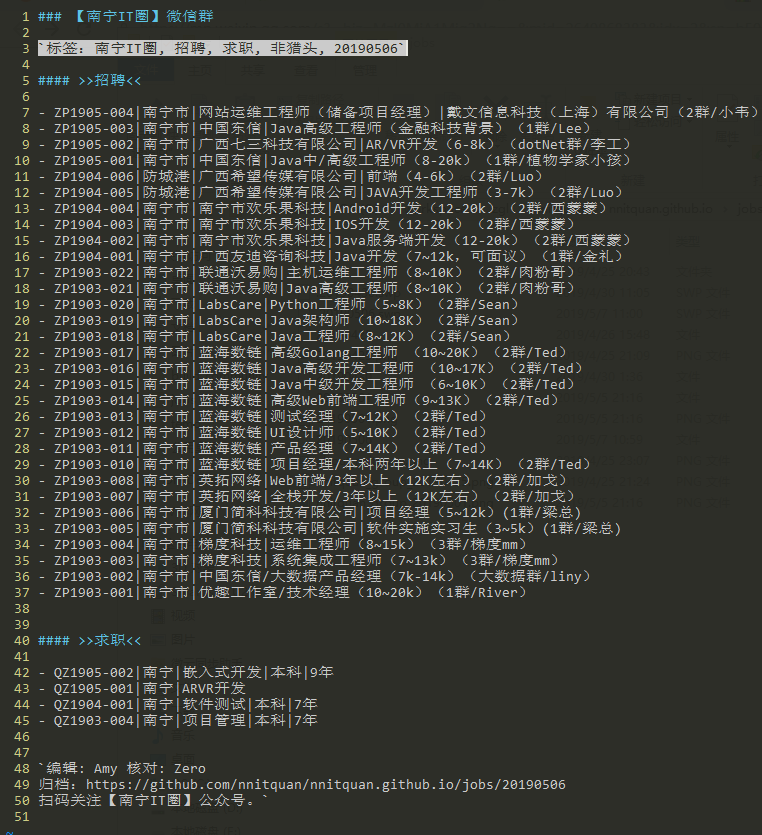 1 ### 【南宁IT圈】微信群
2
3 `标签: 南宁IT圈, 招聘, 求职, 非猎头, 20190506`
4
5 #### >>招聘<<
6
7 - ZP1905-004|南宁市|网站运维工程师（储备项目经理）|戴文信息科技（上海）有限公司（2群/小韦）
8 - ZP1905-003|南宁市|中国东信|Java高级工程师（金融科技背景）（1群/Lee）
9 - ZP1905-002|南宁市|广西七三科技有限公司|AR/VR开发（6-8k）（dotNet群/李工）
10 - ZP1905-001|南宁市|中国东信|Java中/高级工程师（8-20k）（1群/植物学家小孩）
11 - ZP1904-006|防城港|广西希望传媒有限公司|前端（4-6k）（2群/Luo）
12 - ZP1904-005|防城港|广西希望传媒有限公司|JAVA开发工程师（3-7k）（2群/Luo）
13 - ZP1904-004|南宁市|南宁市欢乐果科技|Android开发（12-20k）（2群/西蒙蒙）
14 - ZP1904-003|南宁市|南宁市欢乐果科技|IOS开发（12-20k）（2群/西蒙蒙）
15 - ZP1904-002|南宁市|南宁市欢乐果科技|Java服务端开发（12-20k）（2群/西蒙蒙）
16 - ZP1904-001|南宁市|广西友迪咨询科技|Java开发（7~12k，可面议）（1群/金礼）
17 - ZP1903-022|南宁市|联通沃易购|主机运维工程师（8~10K）（2群/肉粉哥）
18 - ZP1903-021|南宁市|联通沃易购|Java高级工程师（8~10K）（2群/肉粉哥）
19 - ZP1903-020|南宁市|LabsCare|Python工程师（5~8K）（2群/Sean）
20 - ZP1903-019|南宁市|LabsCare|Java架构师（10~18K）（2群/Sean）
21 - ZP1903-018|南宁市|LabsCare|Java工程师（8~12K）（2群/Sean）
22 - ZP1903-017|南宁市|蓝海数链|高级Golang工程师 （10~20K）（2群/Ted）
23 - ZP1903-016|南宁市|蓝海数链|Java高级开发工程师 （10~17K）（2群/Ted）
24 - ZP1903-015|南宁市|蓝海数链|Java中级开发工程师 （6~10K）（2群/Ted）
25 - ZP1903-014|南宁市|蓝海数链|高级Web前端工程师（9~13K）（2群/Ted）
26 - ZP1903-013|南宁市|蓝海数链|测试经理（7~12K）（2群/Ted）
27 - ZP1903-012|南宁市|蓝海数链|UI设计师（5~10K）（2群/Ted）
28 - ZP1903-011|南宁市|蓝海数链|产品经理（7~14K）（2群/Ted）
29 - ZP1903-010|南宁市|蓝海数链|项目经理/本科两年以上（7~14K）（2群/Ted）
30 - ZP1903-008|南宁市|英拓网络|Web前端/3年以上（12K左右）（2群/加戈）
31 - ZP1903-007|南宁市|英拓网络|全栈开发/3年以上（12K左右）（2群/加戈）
32 - ZP1903-006|南宁市|厦门简科科技有限公司|项目经理（5~12k）(1群/梁总)
33 - ZP1903-005|南宁市|厦门简科科技有限公司|软件实施实习生（3~5k）(1群/梁总)
34 - ZP1903-004|南宁市|梯度科技|运维工程师（8~15k）（3群/梯度mm）
35 - ZP1903-003|南宁市|梯度科技|系统集成工程师（7~13k）（3群/梯度mm）
36 - ZP1903-002|南宁市|中国东信/大数据产品经理（7k-14k）（大数据群/liny）
37 - ZP1903-001|南宁市|优趣工作室/技术经理（10~20k）（1群/River）
38
39
40 #### >>求职<<
41
42 - QZ1905-002|南宁|嵌入式开发|本科|9年
43 - QZ1905-001|南宁|ARVR开发
44 - QZ1904-001|南宁|软件测试|本科|7年
45 - QZ1903-004|南宁|项目管理|本科|7年
46
47
48 `编辑: Amy 核对: Zero
49 归档: https://github.com/nnitquan/nnitquan.github.io/jobs/20190506
50 扫码关注【南宁IT圈】公众号。`
51
~